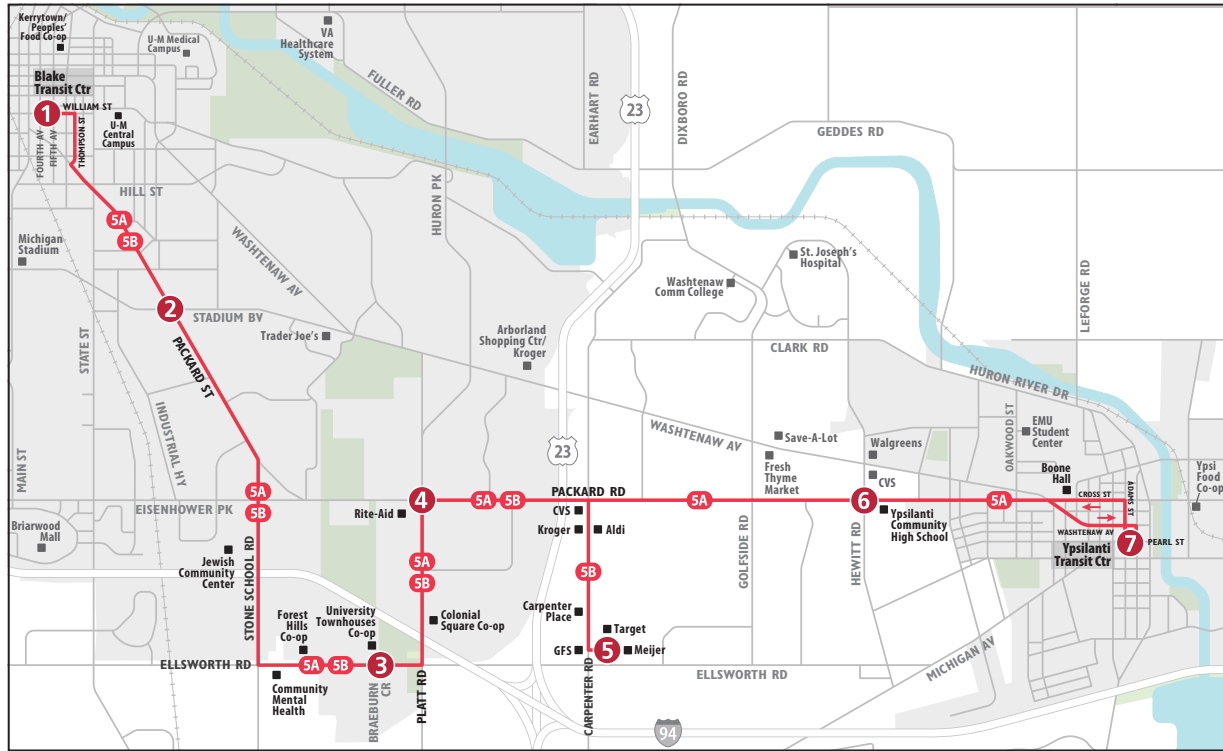 Kerrytown/
Peoples'
Food Co-op
U-M Medical
Campus
VA
Healthcare
System
FULLER RD
EARHART RD
23
DIXBORO RD
GEDDES RD
Blake
Transit Ctr
1
WILLIAM ST
FOURTH AV
FIFTH AV
THOMPSON ST
U-M
Central
Campus
HILL ST
HURON PK
5A
5B
Michigan
Stadium
WASHTENAW AV
St. Joseph's
Hospital
Washtenaw
Comm College
LEFORGE RD
2
STADIUM BV
Trader Joe's
Arborland
Shopping Ctr/
Kroger
CLARK RD
STATE ST
PACKARD ST
HURON RIVER DR
INDUSTRIAL HY
MAIN ST
23
WASHTENAW AV
Save-A-Lot
Fresh
Thyme
Market
Walgreens
CVS
OAKWOOD ST
EMU
Student
Center
Boone
Hall
Ypsi
Food
Co-op
5A
5B
EISENHOWER PK
Rite-Aid
4
5A
5B
PACKARD RD
5A
6
5A
CROSS ST
ADAMS ST
CVS
Kroger
Aldi
Ypsilanti
Community
High School
WASHTENAW AV
7
PEARL ST
Ypsilanti
Transit Ctr
Briarwood
Mall
Jewish
Community
Center
STONE SCHOOL RD
5A
5B
5B
GOLFSIDE RD
HEWITT RD
Forest
Hills
Co-op
University
Townhouses
Co-op
Colonial
Square Co-op
Carpenter
Place
Target
GFS
5
Meijer
ELLSWORTH RD
5A
5B
3
ELLSWORTH RD
MICHIGAN AV
Community
Mental
Health
BRAEBURN
CR
PLATT RD
CARPENTER RD
94